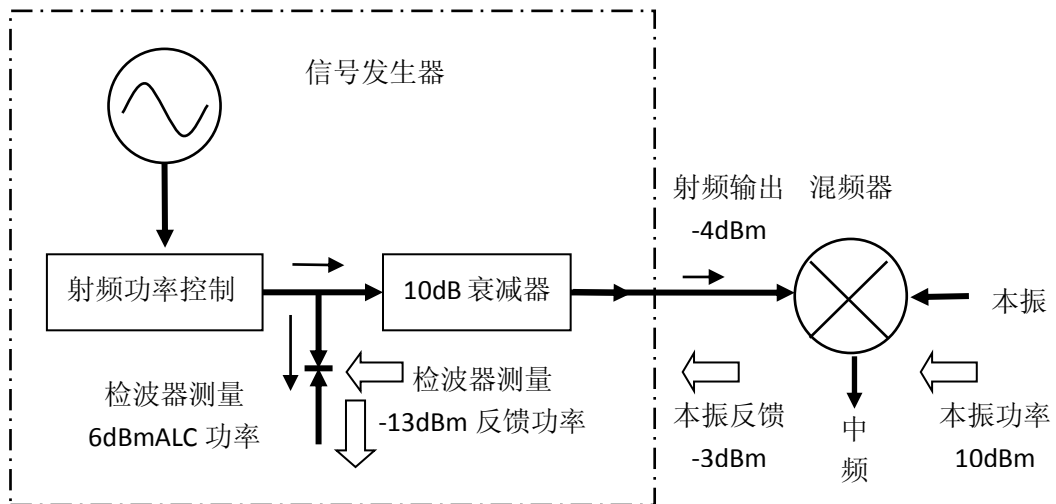 信号发生器
射频输出
混频器
-4dBm
射频功率控制
10dB 衰减器
本振
检波器测量
6dBmALC 功率
检波器测量
-13dBm 反馈功率
本振反馈
-3dBm
中
频
本振功率
10dBm